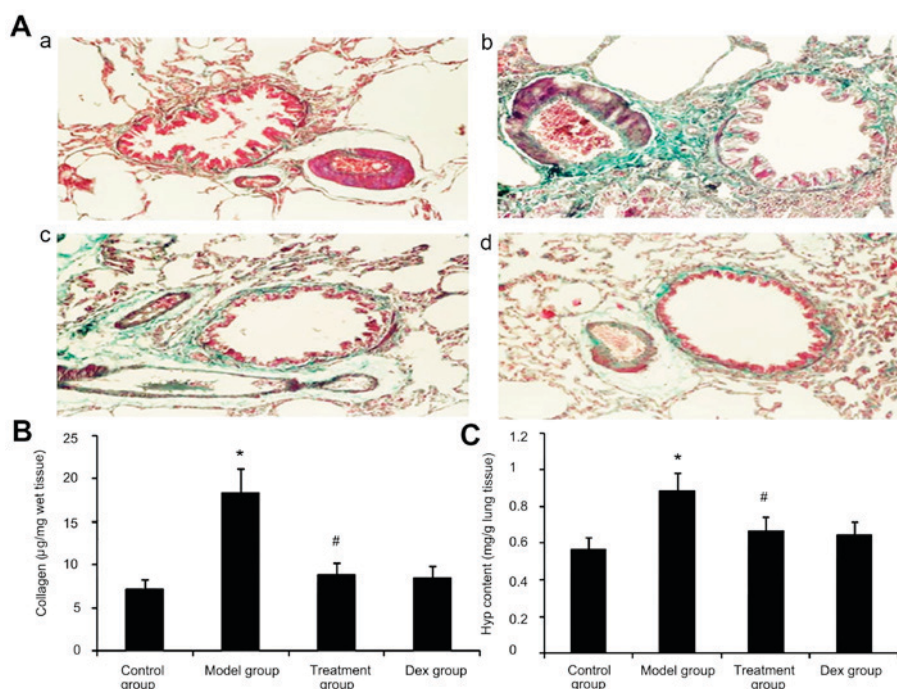 A
a
b
c
d
B
Collagen (µg/mg wet tissue)
25
20
15
10
5
0
*
#
Control
group
Model group
Treatment
group
Dex group
C
Hyp content (mg/g lung tissue)
1.2
1
0.8
0.6
0.4
0.2
0
*
#
Control
group
Model group
Treatment
group
Dex group